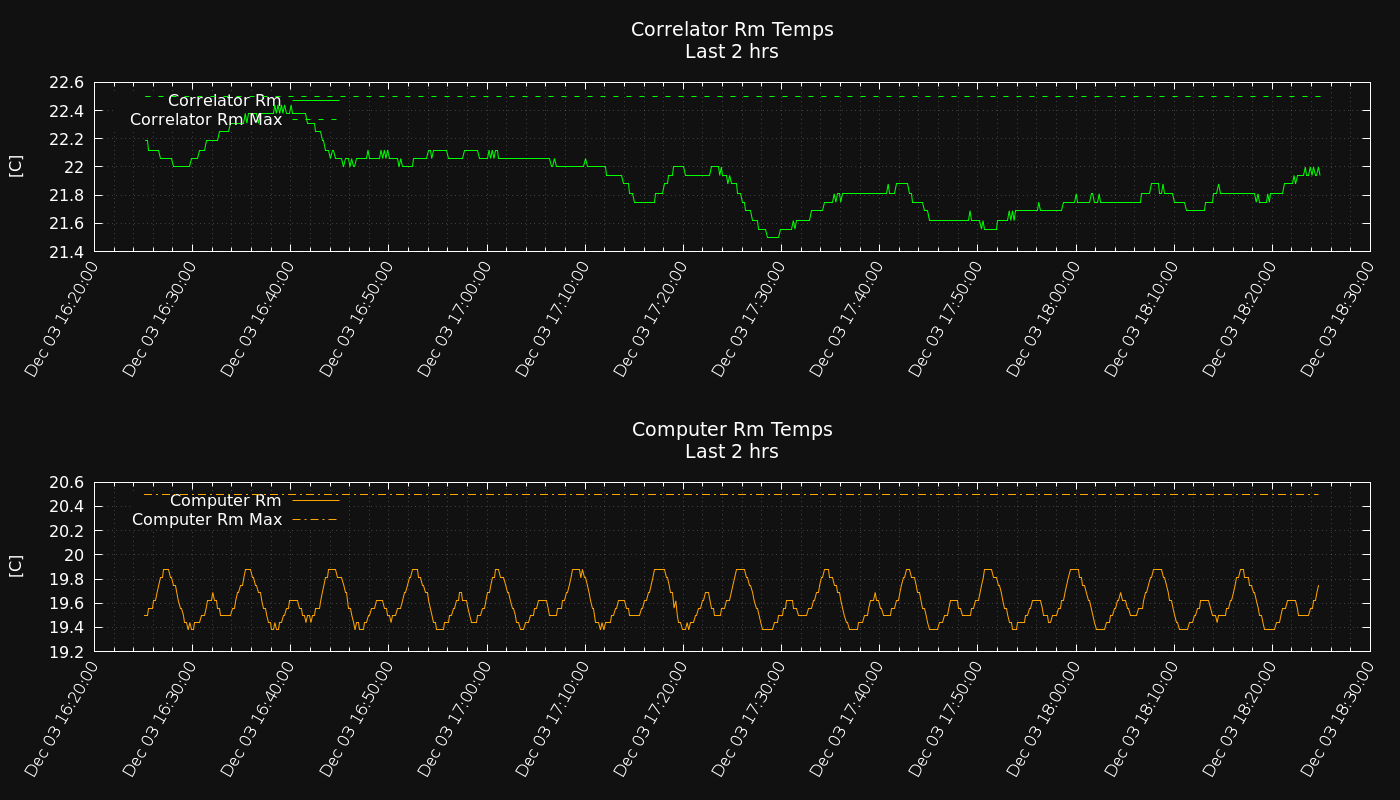 Correlator Rm Temps
Last 2 hrs
22.6
22.4
22.2
22
21.8
21.6
21.4
[C]
Correlator Rm
Correlator Rm Max
Dec 03 16:20:00
Dec 03 16:30:00
Dec 03 16:40:00
Dec 03 16:50:00
Dec 03 17:00:00
Dec 03 17:10:00
Dec 03 17:20:00
Dec 03 17:30:00
Dec 03 17:40:00
Dec 03 17:50:00
Dec 03 18:00:00
Dec 03 18:10:00
Dec 03 18:20:00
Dec 03 18:30:00
Computer Rm Temps
Last 2 hrs
20.6
20.4
20.2
20
19.8
19.6
19.4
19.2
[C]
Computer Rm
Computer Rm Max
Dec 03 16:20:00
Dec 03 16:30:00
Dec 03 16:40:00
Dec 03 16:50:00
Dec 03 17:00:00
Dec 03 17:10:00
Dec 03 17:20:00
Dec 03 17:30:00
Dec 03 17:40:00
Dec 03 17:50:00
Dec 03 18:00:00
Dec 03 18:10:00
Dec 03 18:20:00
Dec 03 18:30:00